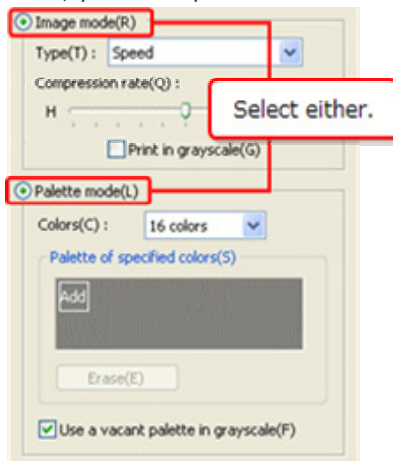 Image mode(R)
Type(T) : Speed
Compression rate(Q) :
H
Select either.
Print in grayscale(G)
Palette mode(L)
Colors(C) : 16 colors
Palette of specified colors(S)
Add
Erase(E)
Use a vacant palette in grayscale(F)